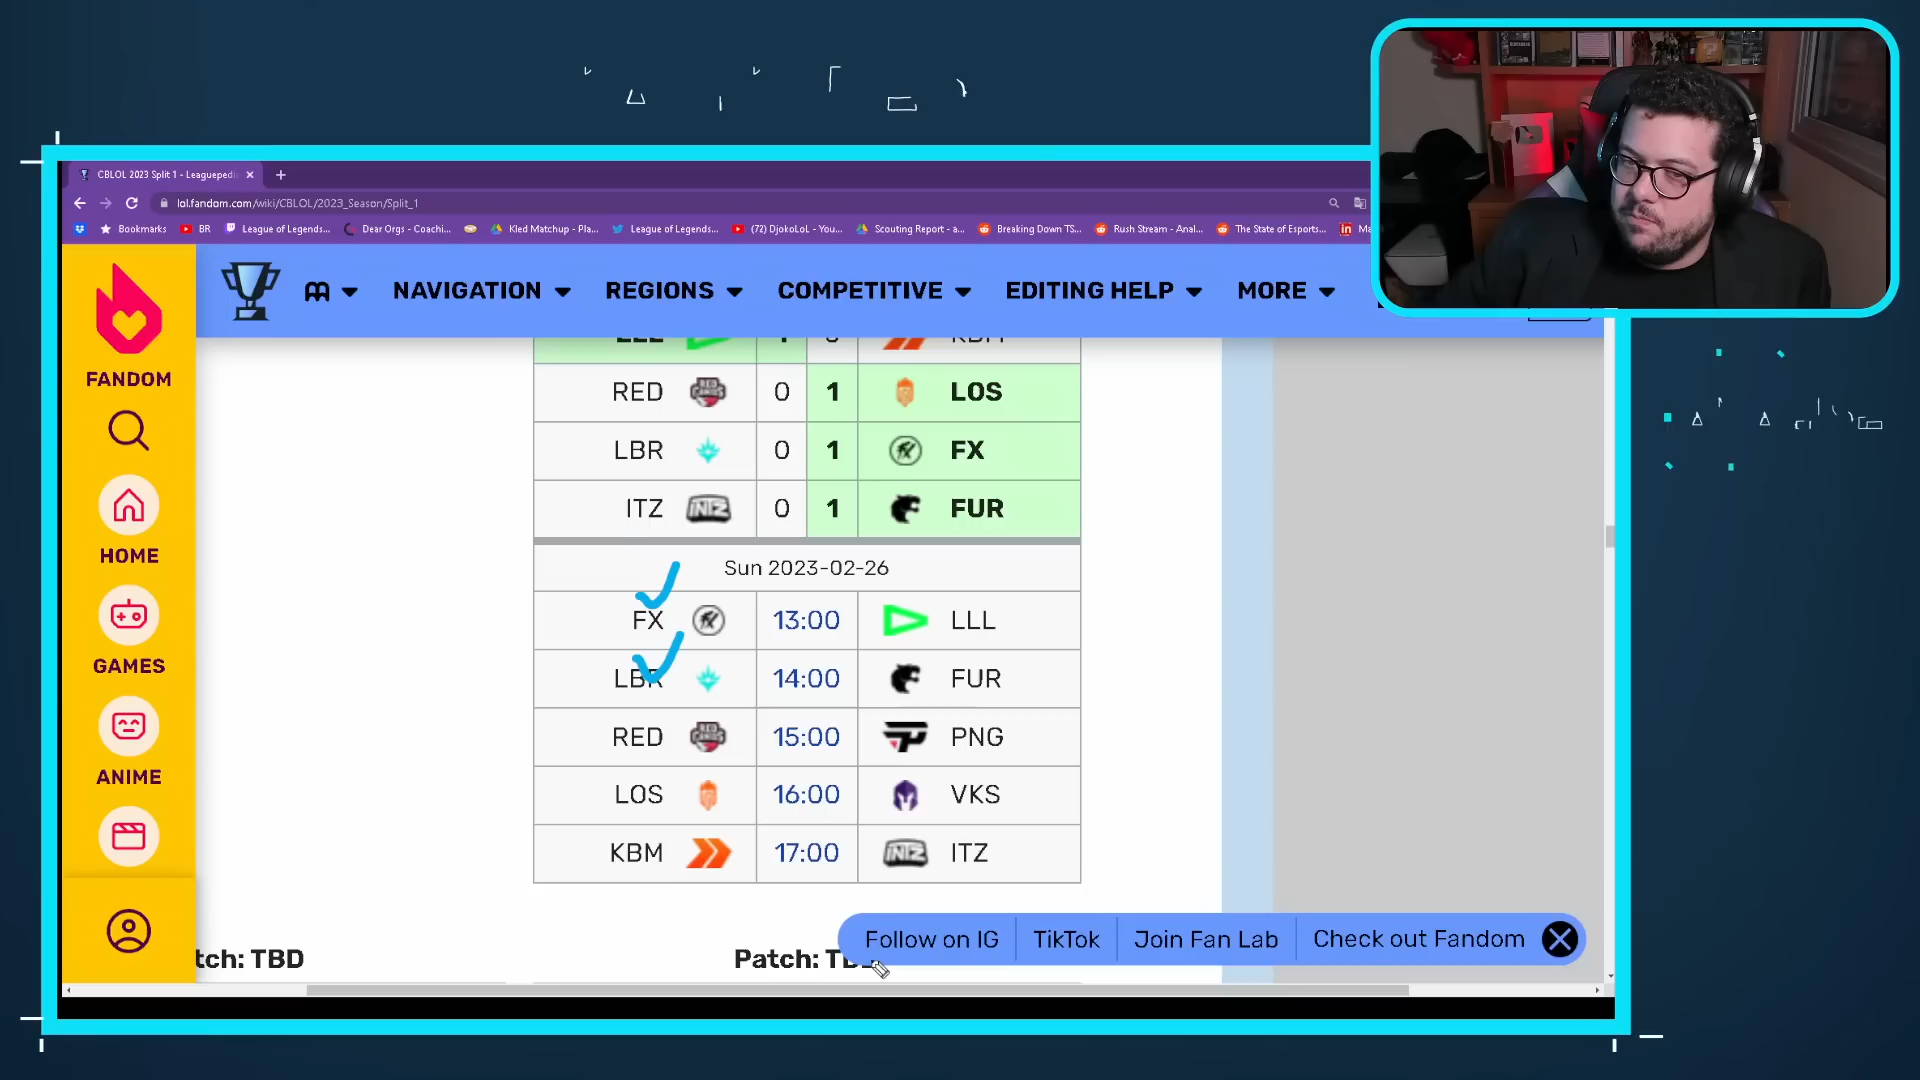 CBLOL 2023 Split 1 - Leaguepedia
lol.fandom.com/wiki/CBLOL/2023_Season/Split_1
Bookmarks BR League of Legends... Dear Orgs - Coachi... Kled Matchup - Pla... League of Legends... (72) DjokoLoL - You... Scouting Report - a... Breaking Down TS... Rush Stream - Anal... The State of Esports...
NAVIGATION REGIONS COMPETITIVE EDITING HELP MORE
FANDOM
HOME
GAMES
ANIME
LLL KBM
RED 0 1 LOS
LBR 0 1 FX
ITZ INTZ 0 1 FUR
Sun 2023-02-26
FX 13:00 LLL
LBR 14:00 FUR
RED 15:00 PNG
LOS 16:00 VKS
KBM 17:00 INTZ ITZ
tch: TBD Patch:
Follow on IG TikTok Join Fan Lab Check out Fandom